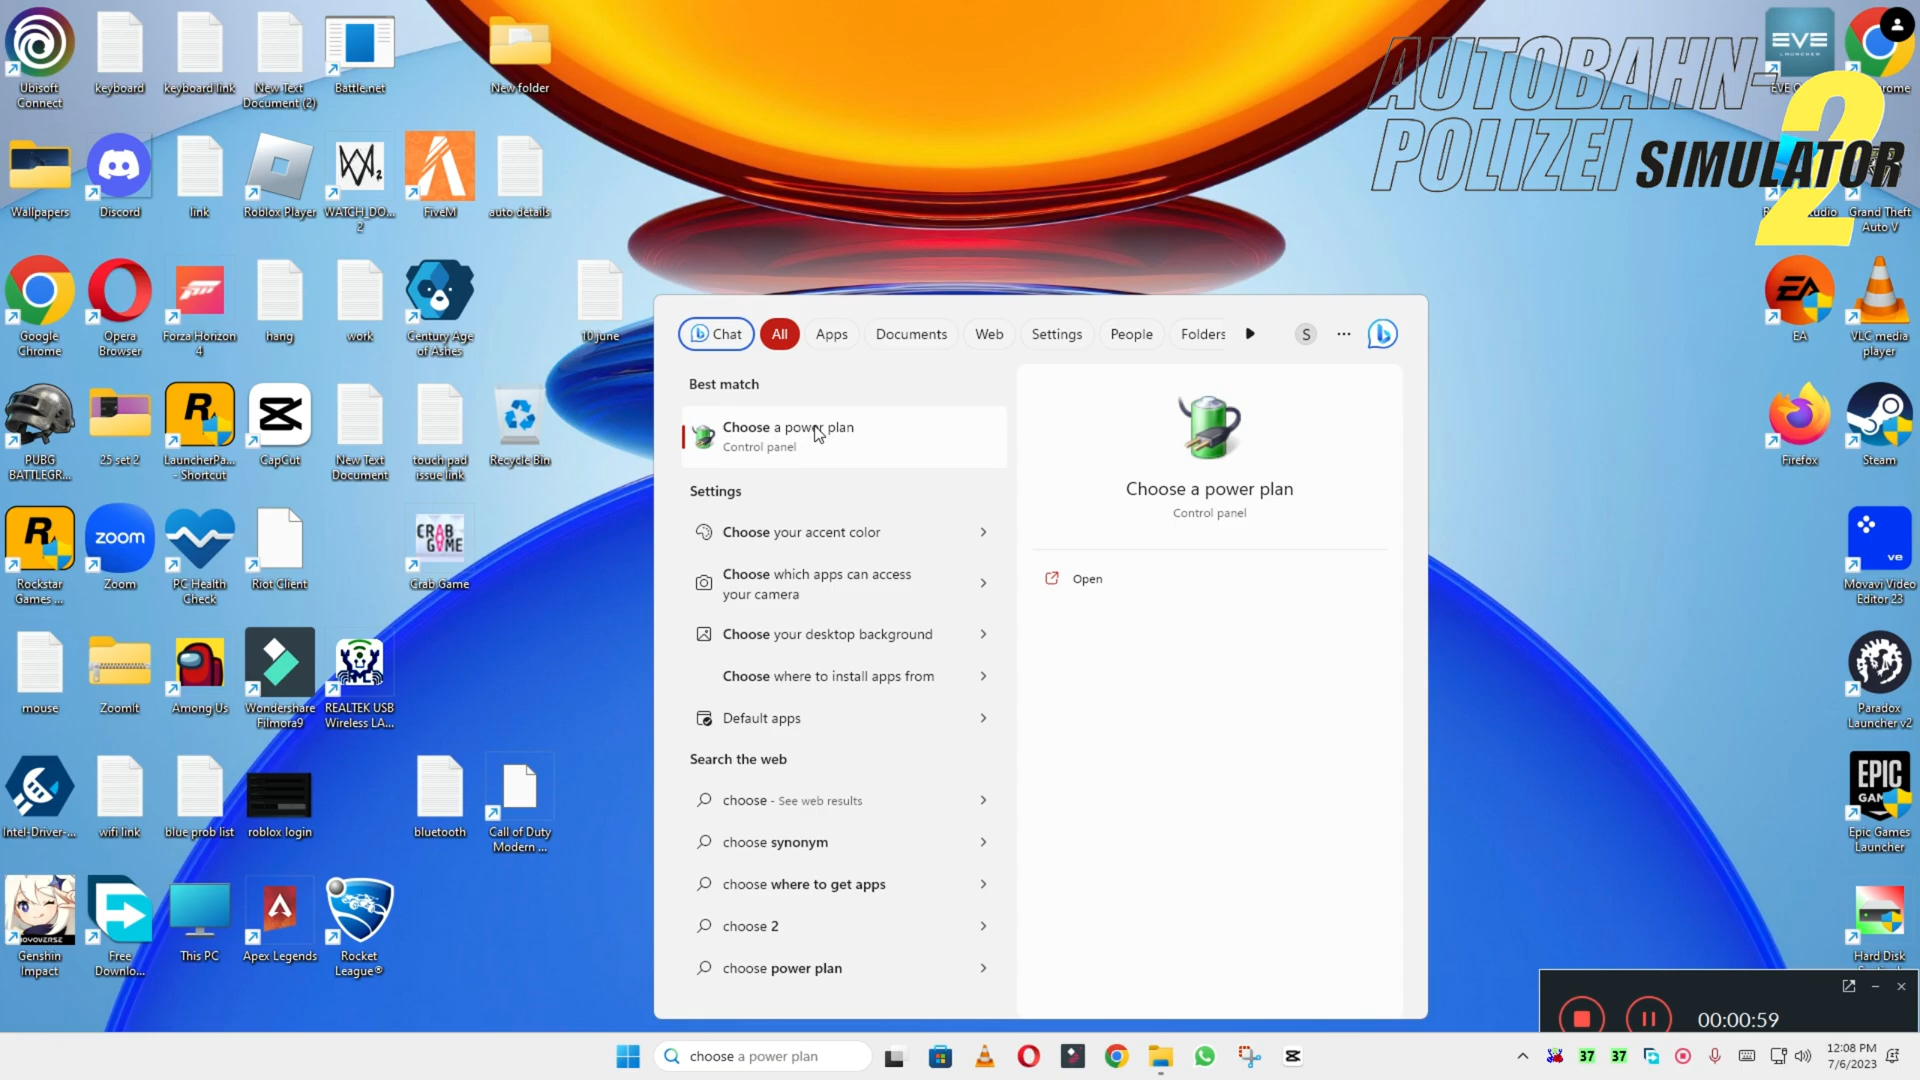 Ubisoft
Connect
keyboard
keyboard link
New Text
Document (2)
Battle.net
New folder
EVE
LAUNCHER
AUTOBAHN-
POLIZEI SIMULATOR
2
Wallpapers
Discord
link
Roblox Player
WATCH_DO...
2
FiveM
auto details
Grand Theft
Auto V
Google
Chrome
Opera
Browser
Forza Horizon
4
hang
work
Century Age
of Ashes
10 june
EA
VLC media
player
PUBG
BATTLEGR...
25 set 2
LauncherPa...
- Shortcut
CapCut
New Text
Document
touch pad
issue link
Recycle Bin
Firefox
Steam
Rockstar
Games ...
zoom
Zoom
PC Health
Check
Riot Client
CRAB
GAME
Crab Game
ve
Movavi Video
Editor 23
mouse
ZoomIt
Among Us
Wondershare
Filmora9
REALTEK USB
Wireless LA...
Paradox
Launcher v2
Intel-Driver-...
wifi link
blue prob list
roblox login
bluetooth
Call of Duty
Modern ...
EPIC
Epic Games
Launcher
Genshin
Impact
Free
Downlo...
This PC
Apex Legends
Rocket
League®
Hard Disk
Chat
All
Apps
Documents
Web
Settings
People
Folders
S
Best match
Choose a power plan
Control panel
Settings
Choose your accent color
Choose which apps can access
your camera
Choose your desktop background
Choose where to install apps from
Default apps
Search the web
choose - See web results
choose synonym
choose where to get apps
choose 2
choose power plan
Choose a power plan
Control panel
Open
00:00:59
choose a power plan
37
37
12:08 PM
7/6/2023